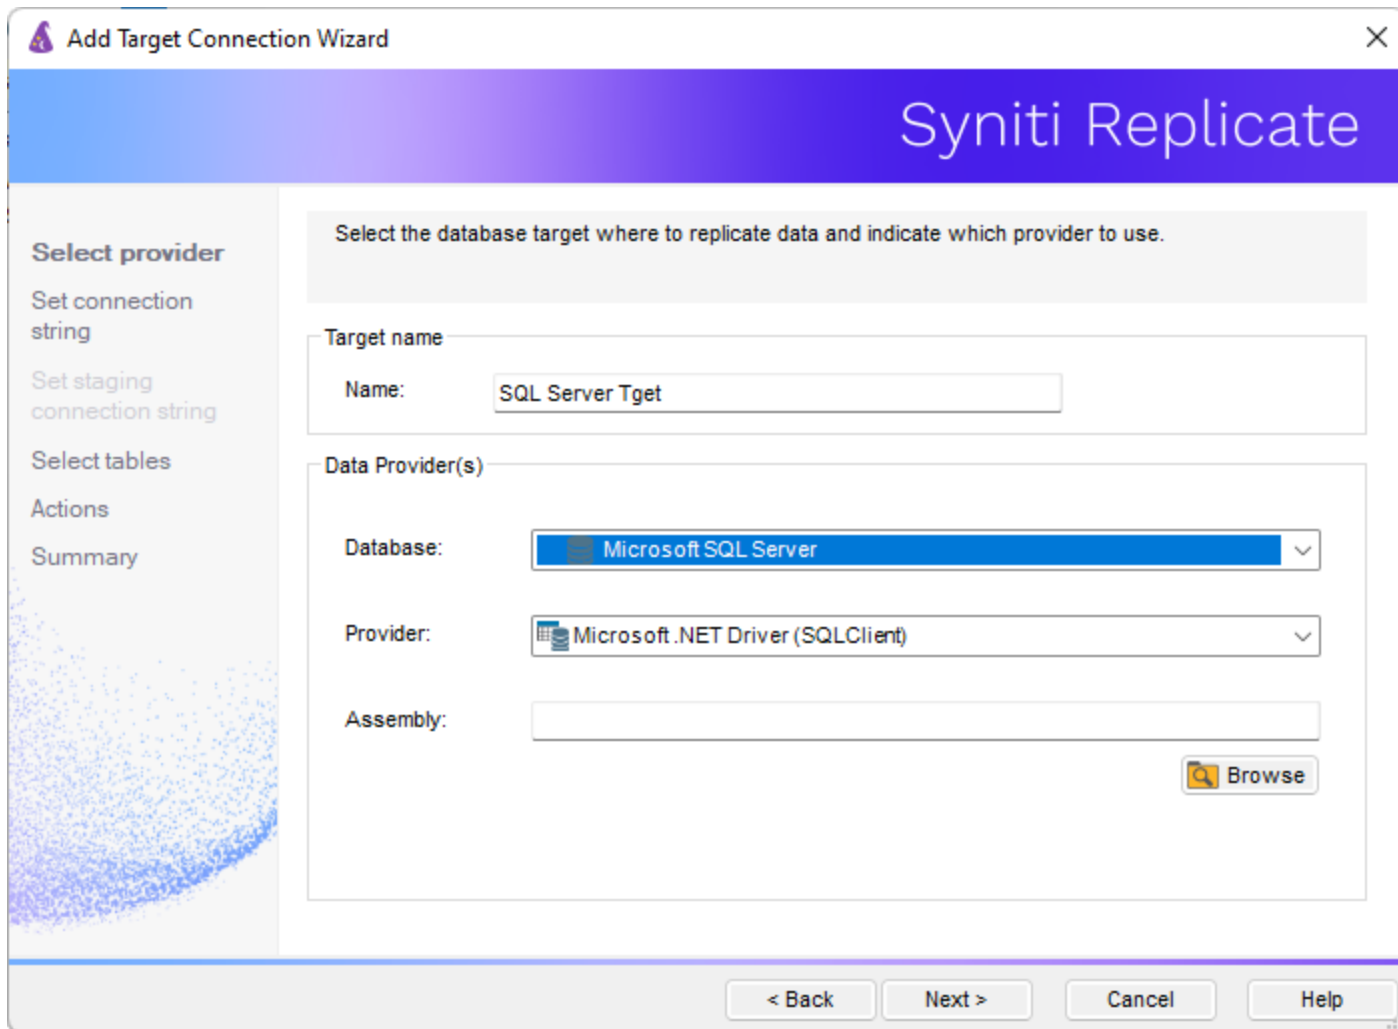 Add Target Connection Wizard
Syniti Replicate
Select provider
Set connection
string
Set staging
connection string
Select tables
Actions
Summary
Select the database target where to replicate data and indicate which provider to use.
Target name
Name:
SQL Server Tget
Data Provider(s)
Database:
Microsoft SQL Server
Provider:
Microsoft .NET Driver (SQLClient)
Assembly:
Browse
< Back
Next >
Cancel
Help